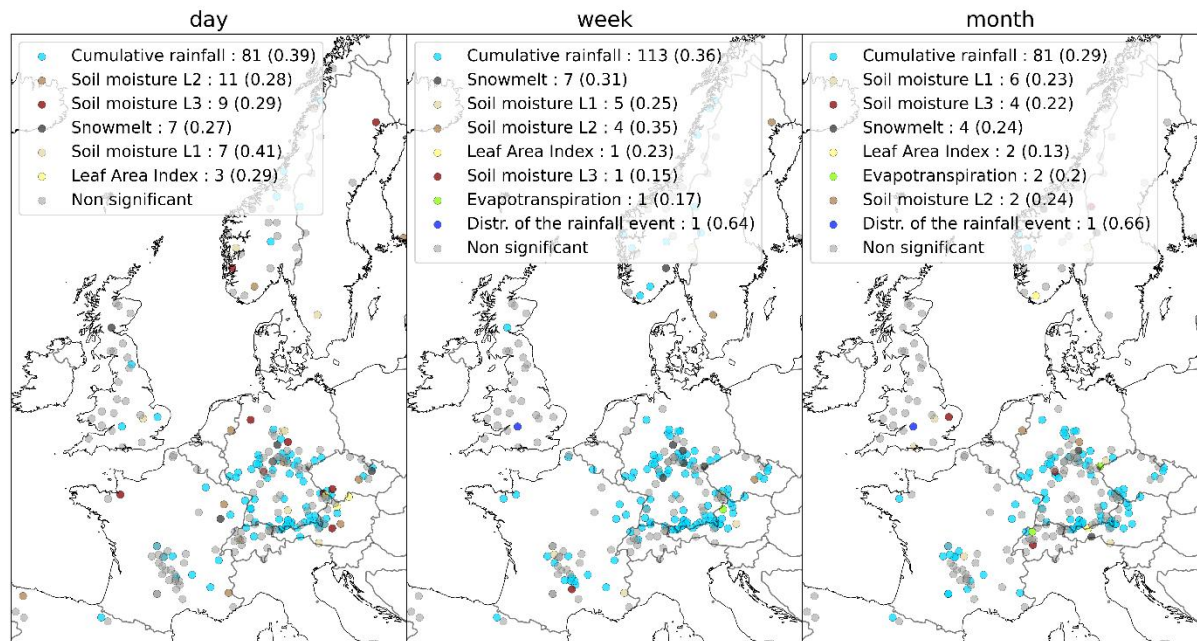 day
Cumulative rainfall : 81 (0.39)
Soil moisture L2 : 11 (0.28)
Soil moisture L3 : 9 (0.29)
Snowmelt : 7 (0.27)
Soil moisture L1 : 7 (0.41)
Leaf Area Index : 3 (0.29)
Non significant
week
Cumulative rainfall : 113 (0.36)
Snowmelt : 7 (0.31)
Soil moisture L1 : 5 (0.25)
Soil moisture L2 : 4 (0.35)
Leaf Area Index : 1 (0.23)
Soil moisture L3 : 1 (0.15)
Evapotranspiration : 1 (0.17)
Distr. of the rainfall event : 1 (0.64)
Non significant
month
Cumulative rainfall : 81 (0.29)
Soil moisture L1 : 6 (0.23)
Soil moisture L3 : 4 (0.22)
Snowmelt : 4 (0.24)
Leaf Area Index : 2 (0.13)
Evapotranspiration : 2 (0.2)
Soil moisture L2 : 2 (0.24)
Distr. of the rainfall event : 1 (0.66)
Non significant